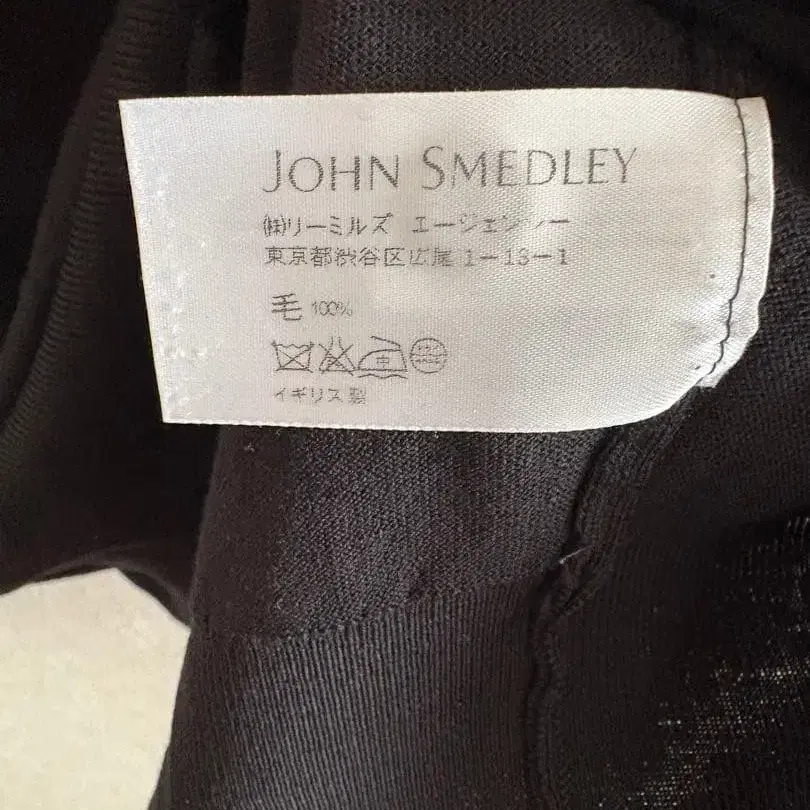 JOHN SMEDLEY
㈱リーミルズ エージェンシー
東京都渋谷区広尾 1－13－1
毛 100%
中
イギリス製